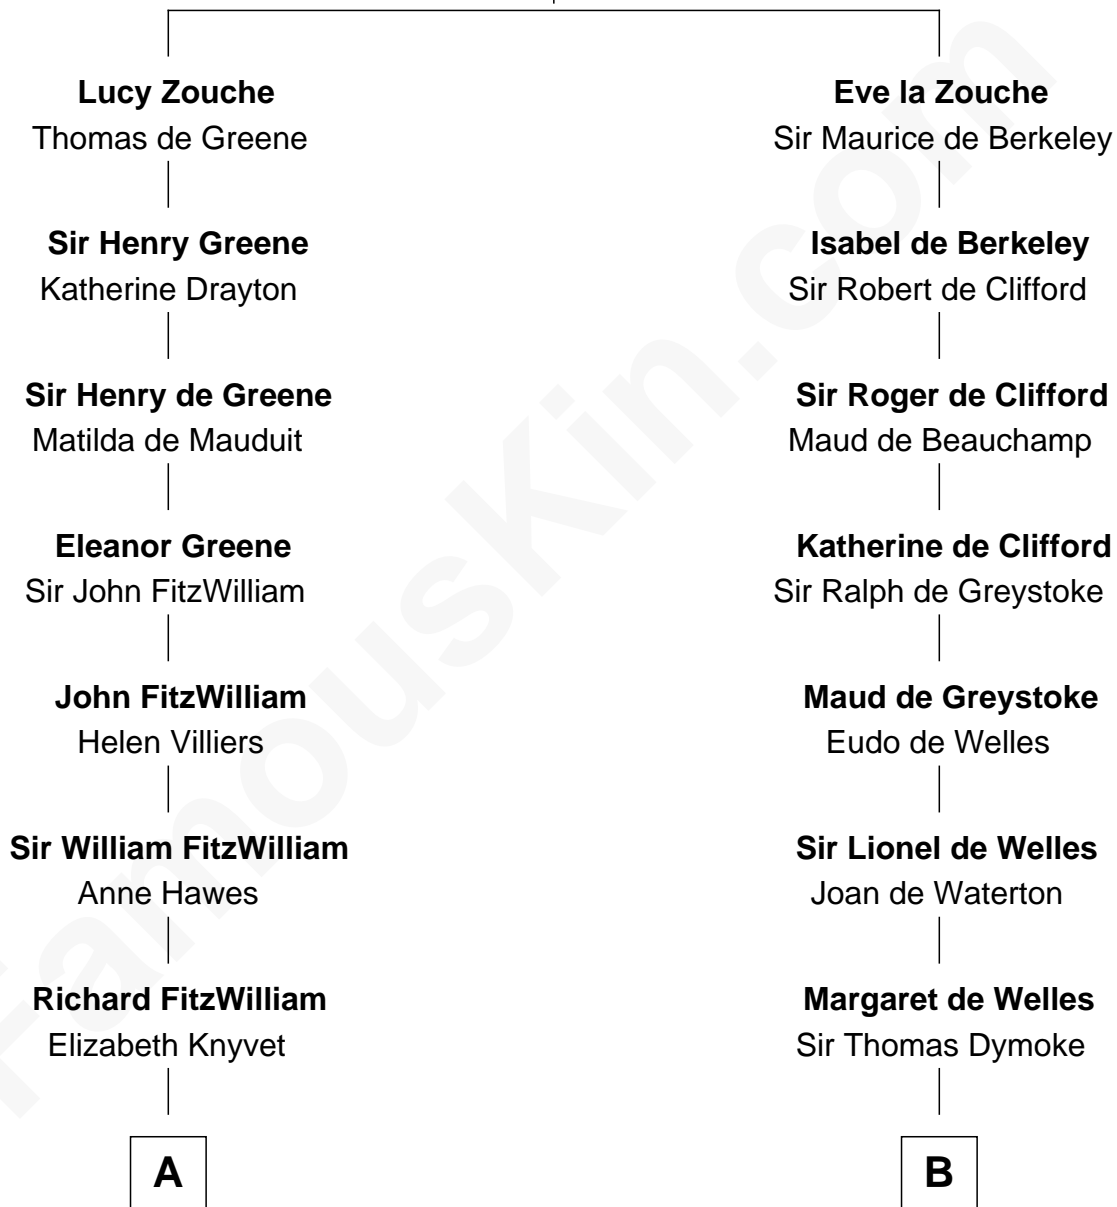 Lucy Zouche
Thomas de Greene
Eve la Zouche
Sir Maurice de Berkeley
Sir Henry Greene
Katherine Drayton
Isabel de Berkeley
Sir Robert de Clifford
Sir Henry de Greene
Matilda de Mauduit
Sir Roger de Clifford
Maud de Beauchamp
Eleanor Greene
Sir John FitzWilliam
Katherine de Clifford
Sir Ralph de Greystoke
John FitzWilliam
Helen Villiers
Maud de Greystoke
Eudo de Welles
Sir William FitzWilliam
Anne Hawes
Sir Lionel de Welles
Joan de Waterton
Richard FitzWilliam
Elizabeth Knyvet
Margaret de Welles
Sir Thomas Dymoke
A
B
FamousKin.com